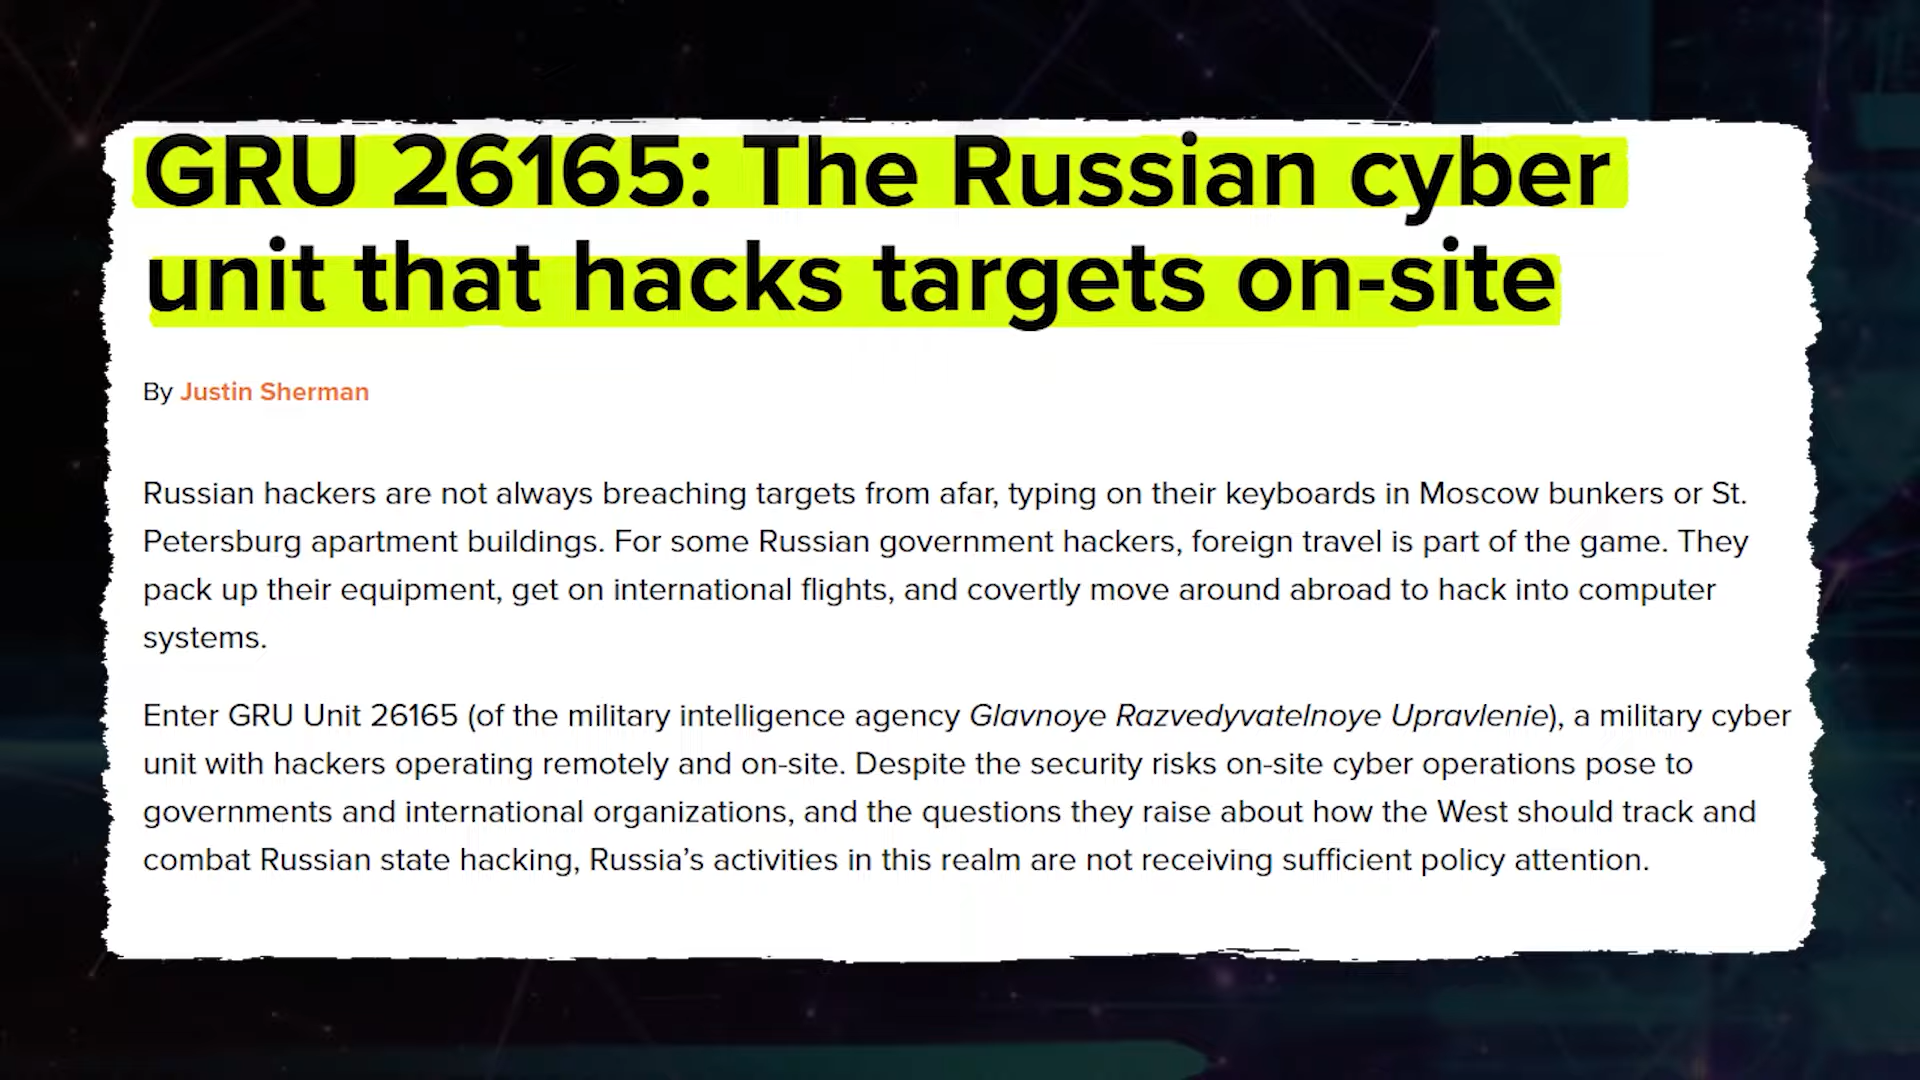 GRU 26165: The Russian cyber
unit that hacks targets on-site
By Justin Sherman
Russian hackers are not always breaching targets from afar, typing on their keyboards in Moscow bunkers or St.
Petersburg apartment buildings. For some Russian government hackers, foreign travel is part of the game. They
pack up their equipment, get on international flights, and covertly move around abroad to hack into computer
systems.
Enter GRU Unit 26165 (of the military intelligence agency Glavnoye Razvedyvatelnoye Upravlenie), a military cyber
unit with hackers operating remotely and on-site. Despite the security risks on-site cyber operations pose to
governments and international organizations, and the questions they raise about how the West should track and
combat Russian state hacking, Russia’s activities in this realm are not receiving sufficient policy attention.